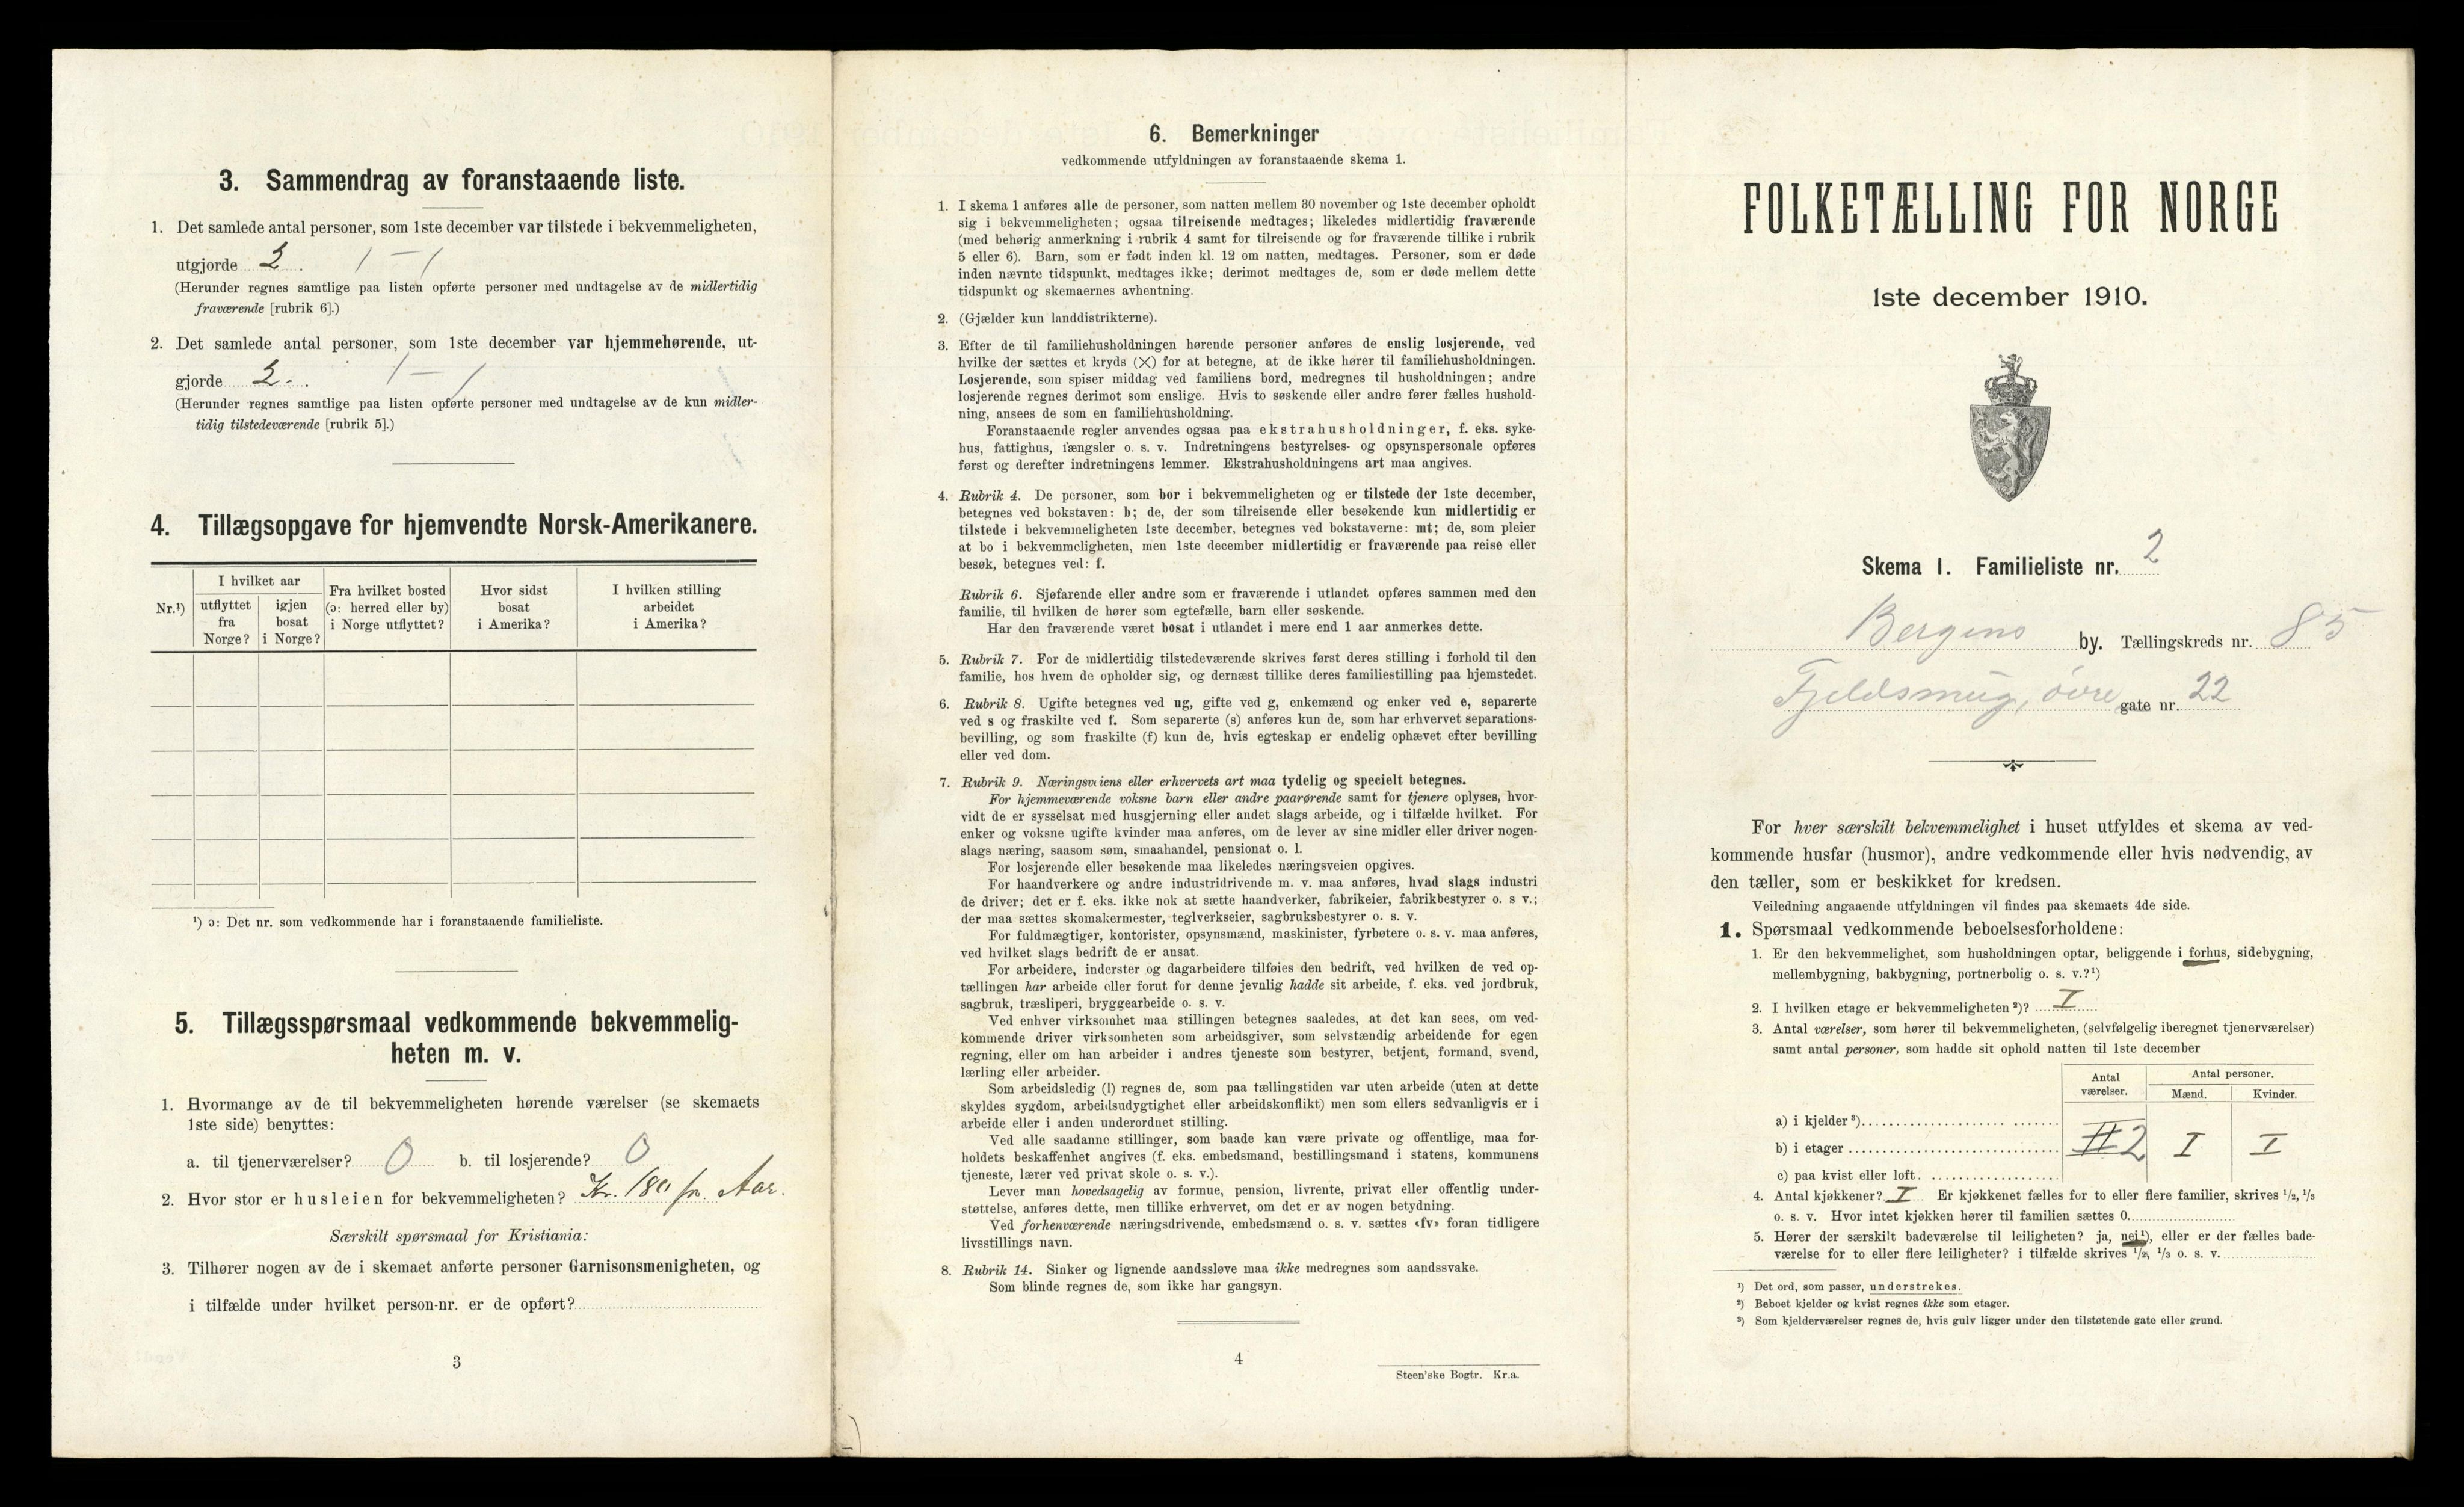 3. Sammendrag av foranstaaende liste.
1. Det samlede antal personer, som 1ste december var tilstede i bekvemmeligheten,
utgjorde 2. 1 — 1
(Herunder regnes samtlige paa listen opførte personer med undtagelse av de midlertidig
fraværende [rubrik 6].)
2. Det samlede antal personer, som 1ste december var hjemmehørende, ut-
gjorde 2. 1 — 1
(Herunder regnes samtlige paa listen opførte personer med undtagelse av de kun midler-
tidig tilstedeværende [rubrik 5].)
4. Tillægsopgave for hjemvendte Norsk-Amerikanere.
Nr.¹)
I hvilket aar
utflyttet fra Norge?
igjen bosat i Norge?
Fra hvilket bosted (ɔ: herred eller by) i Norge utflyttet?
Hvor sidst bosat i Amerika?
I hvilken stilling arbeidet i Amerika?
¹) ɔ: Det nr. som vedkommende har i foranstaaende familieliste.
5. Tillægsspørsmaal vedkommende bekvemmelig-
heten m. v.
1. Hvormange av de til bekvemmeligheten hørende værelser (se skemaets
1ste side) benyttes:
a. til tjenerværelser? 0 b. til losjerende? 0
2. Hvor stor er husleien for bekvemmeligheten? Kr. 180 pr. Aar.
Særskilt spørsmaal for Kristiania:
3. Tilhører nogen av de i skemaet anførte personer Garnisonsmenigheten, og
i tilfælde under hvilket person-nr. er de opført?
3
6. Bemerkninger
vedkommende utfyldningen av foranstaaende skema 1.
1. I skema 1 anføres alle de personer, som natten mellem 30 november og 1ste december opholdt
sig i bekvemmeligheten; ogsaa tilreisende medtages; likeledes midlertidig fraværende
(med behørig anmerkning i rubrik 4 samt for tilreisende og for fraværende tillike i rubrik
5 eller 6). Barn, som er født inden kl. 12 om natten, medtages. Personer, som er døde
inden nævnte tidspunkt, medtages ikke; derimot medtages de, som er døde mellem dette
tidspunkt og skemaernes avhentning.
2. (Gjælder kun landdistrikterne).
3. Efter de til familiehusholdningen hørende personer anføres de enslig losjerende, ved
hvilke der sættes et kryds (×) for at betegne, at de ikke hører til familiehusholdningen.
Losjerende, som spiser middag ved familiens bord, medregnes til husholdningen; andre
losjerende regnes derimot som enslige. Hvis to søskende eller andre fører fælles hushold-
ning, ansees de som en familiehusholdning.
Foranstaaende regler anvendes ogsaa paa ekstrahusholdninger, f. eks. syke-
hus, fattighus, fængsler o. s. v. Indretningens bestyrelses- og opsynspersonale opføres
først og derefter indretningens lemmer. Ekstrahusholdningens art maa angives.
4. Rubrik 4. De personer, som bor i bekvemmeligheten og er tilstede der 1ste december,
betegnes ved bokstaven: b; de, der som tilreisende eller besøkende kun midlertidig er
tilstede i bekvemmeligheten 1ste december, betegnes ved bokstaverne: mt; de, som pleier
at bo i bekvemmeligheten, men 1ste december midlertidig er fraværende paa reise eller
besøk, betegnes ved: f.
Rubrik 6. Sjøfarende eller andre som er fraværende i utlandet opføres sammen med den
familie, til hvilken de hører som egtefælle, barn eller søskende.
Har den fraværende været bosat i utlandet i mere end 1 aar anmerkes dette.
5. Rubrik 7. For de midlertidig tilstedeværende skrives først deres stilling i forhold til den
familie, hos hvem de opholder sig, og dernæst tillike deres familiestilling paa hjemstedet.
6. Rubrik 8. Ugifte betegnes ved ug, gifte ved g, enkemænd og enker ved e, separerte
ved s og fraskilte ved f. Som separerte (s) anføres kun de, som har erhvervet separations-
bevilling, og som fraskilte (f) kun de, hvis egteskap er endelig ophævet efter bevilling
eller ved dom.
7. Rubrik 9. Næringsveiens eller erhvervets art maa tydelig og specielt betegnes.
For hjemmeværende voksne barn eller andre paarørende samt for tjenere oplyses, hvor-
vidt de er sysselsat med husgjerning eller andet slags arbeide, og i tilfælde hvilket. For
enker og voksne ugifte kvinder maa anføres, om de lever av sine midler eller driver nogen-
slags næring, saasom søm, smaahandel, pensionat o. l.
For losjerende eller besøkende maa likeledes næringsveien opgives.
For haandverkere og andre industridrivende m. v. maa anføres, hvad slags industri
de driver; det er f. eks. ikke nok at sætte haandverker, fabrikeier, fabrikbestyrer o. s v.;
der maa sættes skomakermester, teglverkseier, sagbruksbestyrer o. s. v.
For fuldmægtiger, kontorister, opsynsmænd, maskinister, fyrbøtere o. s. v. maa anføres,
ved hvilket slags bedrift de er ansat.
For arbeidere, inderster og dagarbeidere tilføies den bedrift, ved hvilken de ved op-
tællingen har arbeide eller forut for denne jevnlig hadde sit arbeide, f. eks. ved jordbruk,
sagbruk, træsliperi, bryggearbeide o. s. v.
Ved enhver virksomhet maa stillingen betegnes saaledes, at det kan sees, om ved-
kommende driver virksomheten som arbeidsgiver, som selvstændig arbeidende for egen
regning, eller om han arbeider i andres tjeneste som bestyrer, betjent, formand, svend,
lærling eller arbeider.
Som arbeidsledig (l) regnes de, som paa tællingstiden var uten arbeide (uten at dette
skyldes sygdom, arbeidsudygtighet eller arbeidskonflikt) men som ellers sedvanligvis er i
arbeide eller i anden underordnet stilling.
Ved alle saadanne stillinger, som baade kan være private og offentlige, maa for-
holdets beskaffenhet angives (f. eks. embedsmand, bestillingsmand i statens, kommunens
tjeneste, lærer ved privat skole o. s. v.).
Lever man hovedsagelig av formue, pension, livrente, privat eller offentlig under-
støttelse, anføres dette, men tillike erhvervet, om det er av nogen betydning.
Ved forhenværende næringsdrivende, embedsmænd o. s. v. sættes «fv» foran tidligere
livsstillings navn.
8. Rubrik 14. Sinker og lignende aandssløve maa ikke medregnes som aandssvake.
Som blinde regnes de, som ikke har gangsyn.
4
Steen'ske Bogtr. Kr.a.
FOLKETÆLLING FOR NORGE
1ste december 1910.
Skema 1. Familieliste nr. 2
Bergens by. Tællingskreds nr. 85
Fjeldsmug, övre gate nr. 22
For hver særskilt bekvemmelighet i huset utfyldes et skema av ved-
kommende husfar (husmor), andre vedkommende eller hvis nødvendig, av
den tæller, som er beskikket for kredsen.
Veiledning angaaende utfyldningen vil findes paa skemaets 4de side.
1. Spørsmaal vedkommende beboelsesforholdene:
1. Er den bekvemmelighet, som husholdningen optar, beliggende i forhus, sidebygning,
mellembygning, bakbygning, portnerbolig o. s. v.?¹)
2. I hvilken etage er bekvemmeligheten²)? I
3. Antal værelser, som hører til bekvemmeligheten, (selvfølgelig iberegnet tjenerværelser)
samt antal personer, som hadde sit ophold natten til 1ste december
Antal værelser.
Antal personer.
Mænd. Kvinder.
a) i kjelder³)
b) i etager II 2 I I
c) paa kvist eller loft.
4. Antal kjøkkener? I Er kjøkkenet fælles for to eller flere familier, skrives ¹/₂, ¹/₃
o. s. v. Hvor intet kjøkken hører til familien sættes 0.
5. Hører der særskilt badeværelse til leiligheten? ja, nei¹), eller er der fælles bade-
værelse for to eller flere leiligheter? i tilfælde skrives ¹/₂, ¹/₃ o. s. v.
¹) Det ord, som passer, understrekes.
²) Beboet kjelder og kvist regnes ikke som etager.
³) Som kjelderværelser regnes de, hvis gulv ligger under den tilstøtende gate eller grund.